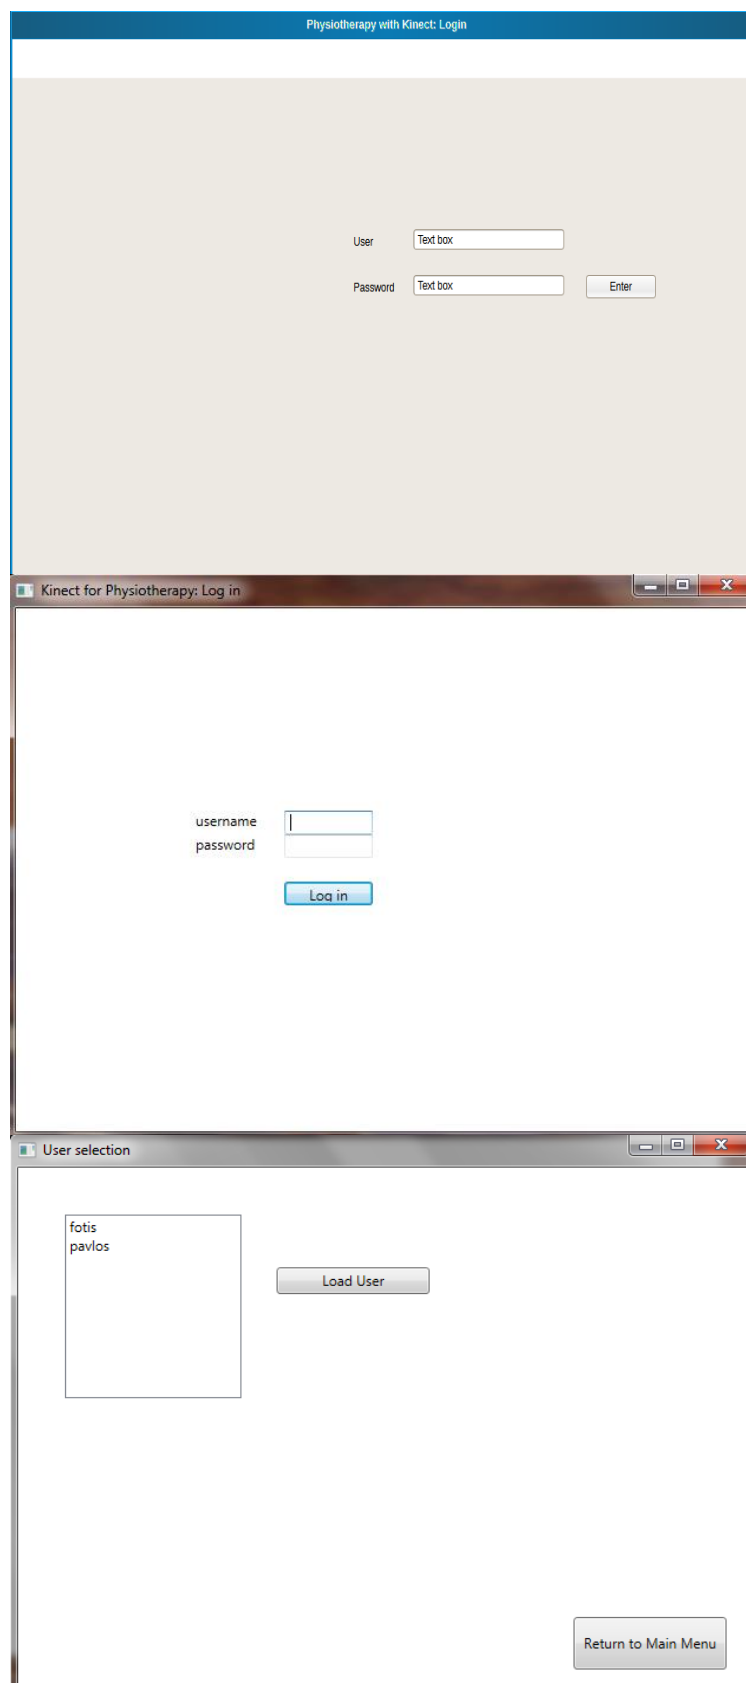 Physiotherapy with Kinect: Login
User
Text box
Password
Text box
Enter
Kinect for Physiotherapy: Log in
username
password
Log in
User selection
fotis
pavlos
Load User
Return to Main Menu